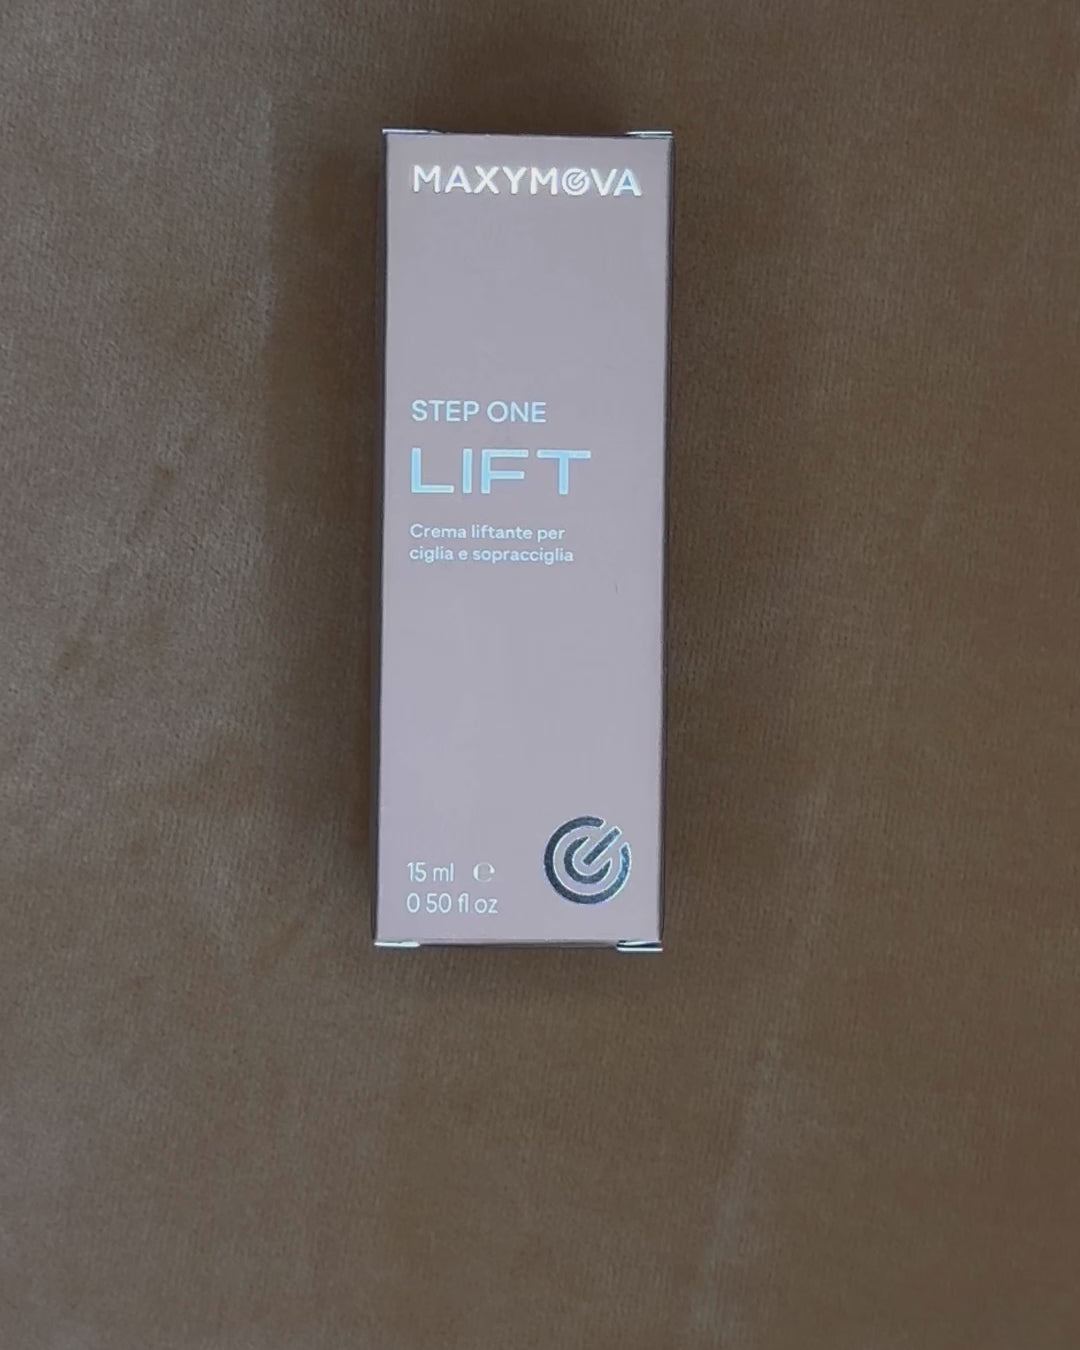 MAXYMOVA
STEP ONE
LIFT
Crema liftante per
ciglia e sopracciglia
15 ml ℮
0 50 fl oz